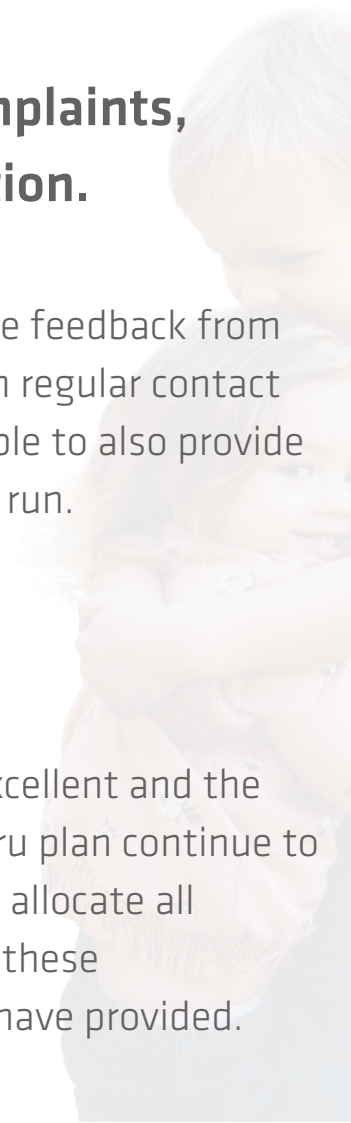 nplaints,
tion.
e feedback from
n regular contact
ble to also provide
run.
xcellent and the
ru plan continue to
allocate all
these
have provided.